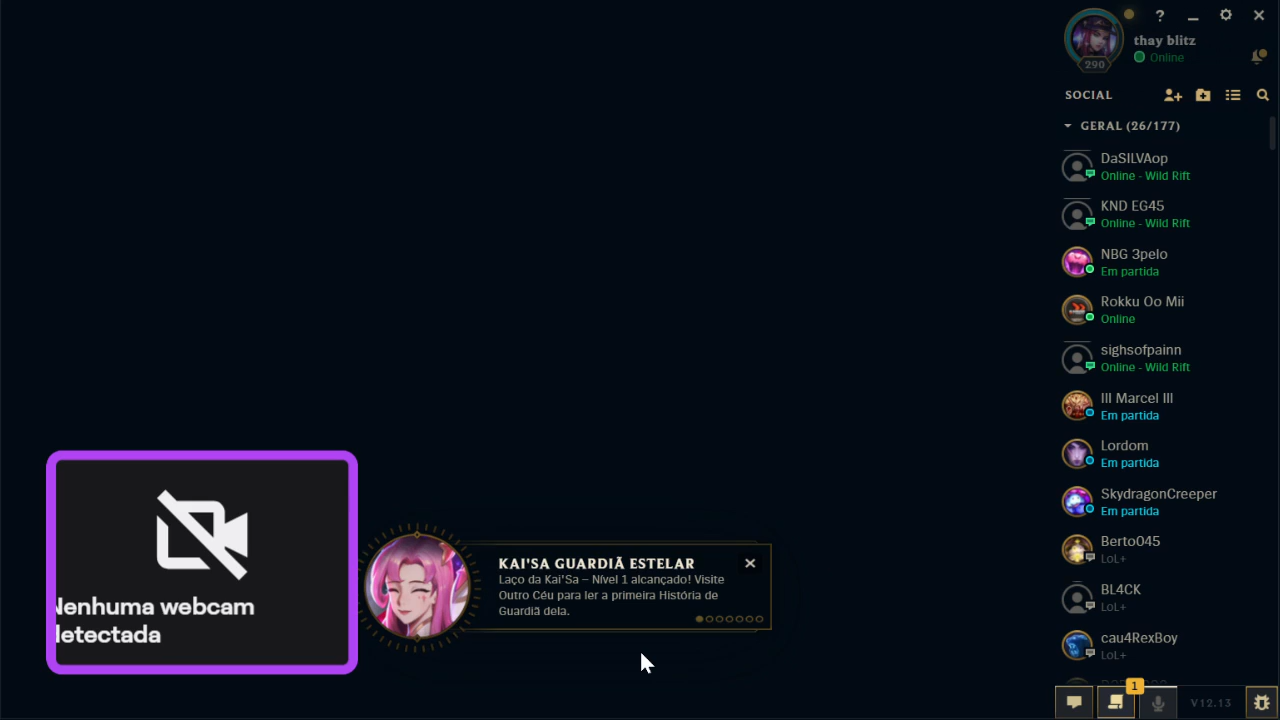 ?
thay blitz
290
Online
SOCIAL
GERAL (26/177)
DaSILVAop
Online - Wild Rift
KND EG45
Online - Wild Rift
NBG 3pelo
Em partida
Rokku Oo Mii
Online
sighsofpainn
Online - Wild Rift
III Marcel III
Em partida
Lordom
Em partida
SkydragonCreeper
Em partida
Berto045
LoL+
BL4CK
LoL+
cau4RexBoy
LoL+
1
V12.13
Nenhuma webcam
detectada
KAI'SA GUARDIÃ ESTELAR
Laço da Kai'Sa – Nível 1 alcançado! Visite
Outro Céu para ler a primeira História de
Guardiã dela.